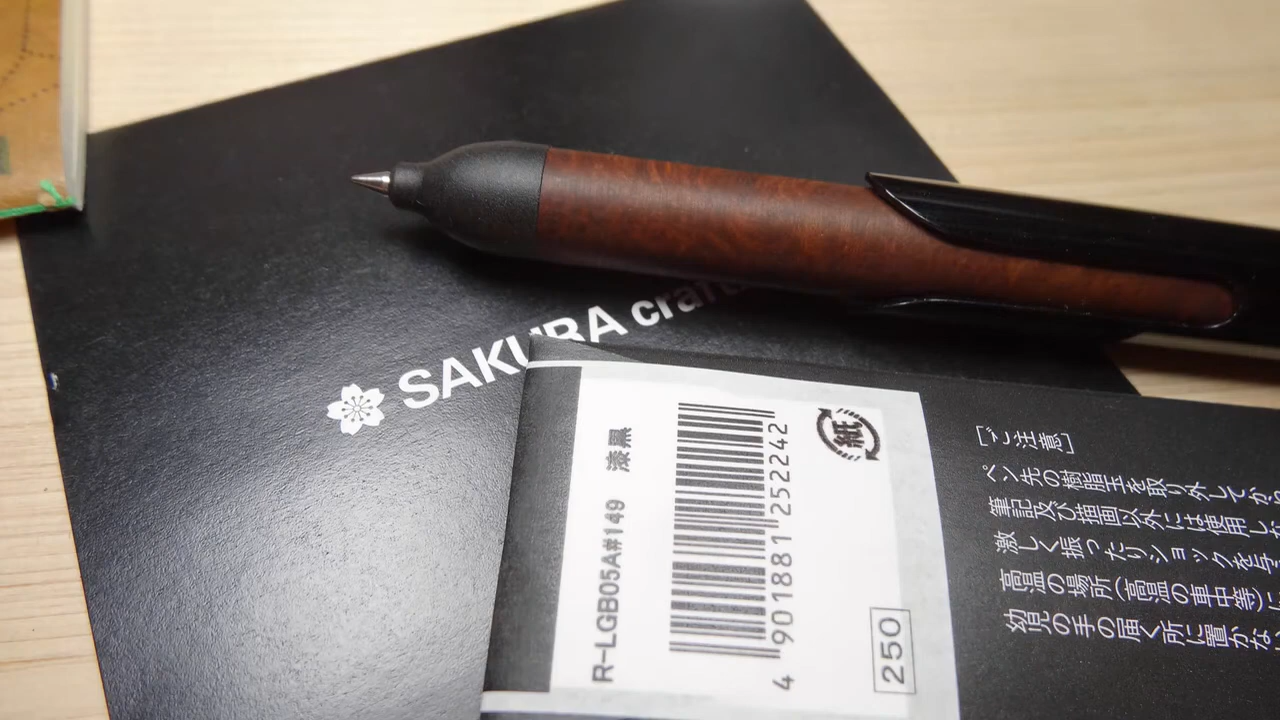 SAKURA craft
R-LGB05A#149 漆黒
4 901881 252242
紙
250
[ご注意]
ペン先の樹脂玉を取り外してから
筆記及び描画以外には使用しな
激しく振ったりショックを与
高温の場所(高温の車中等)に
幼児の手の届く所に置かない